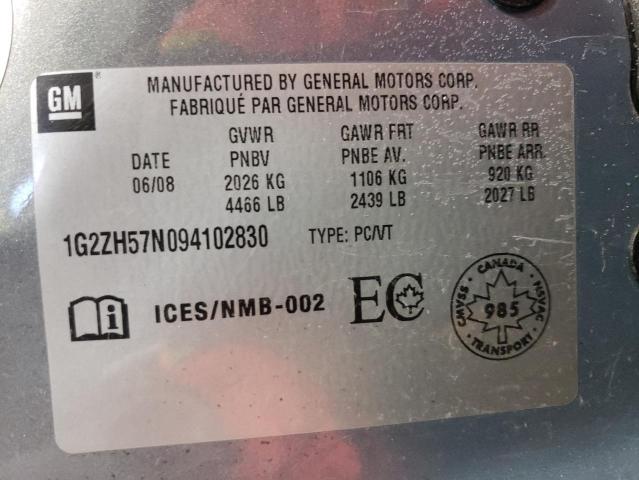 GM ®
MANUFACTURED BY GENERAL MOTORS CORP.
FABRIQUÉ PAR GENERAL MOTORS CORP.
GVWR GAWR FRT GAWR RR
DATE PNBV PNBE AV. PNBE ARR.
06/08 2026 KG 1106 KG 920 KG
4466 LB 2439 LB 2027 LB
1G2ZH57N094102830 TYPE: PC/VT
i ICES/NMB-002 EC
CANADA
CMVSS 985 NSVAC
TRANSPORT